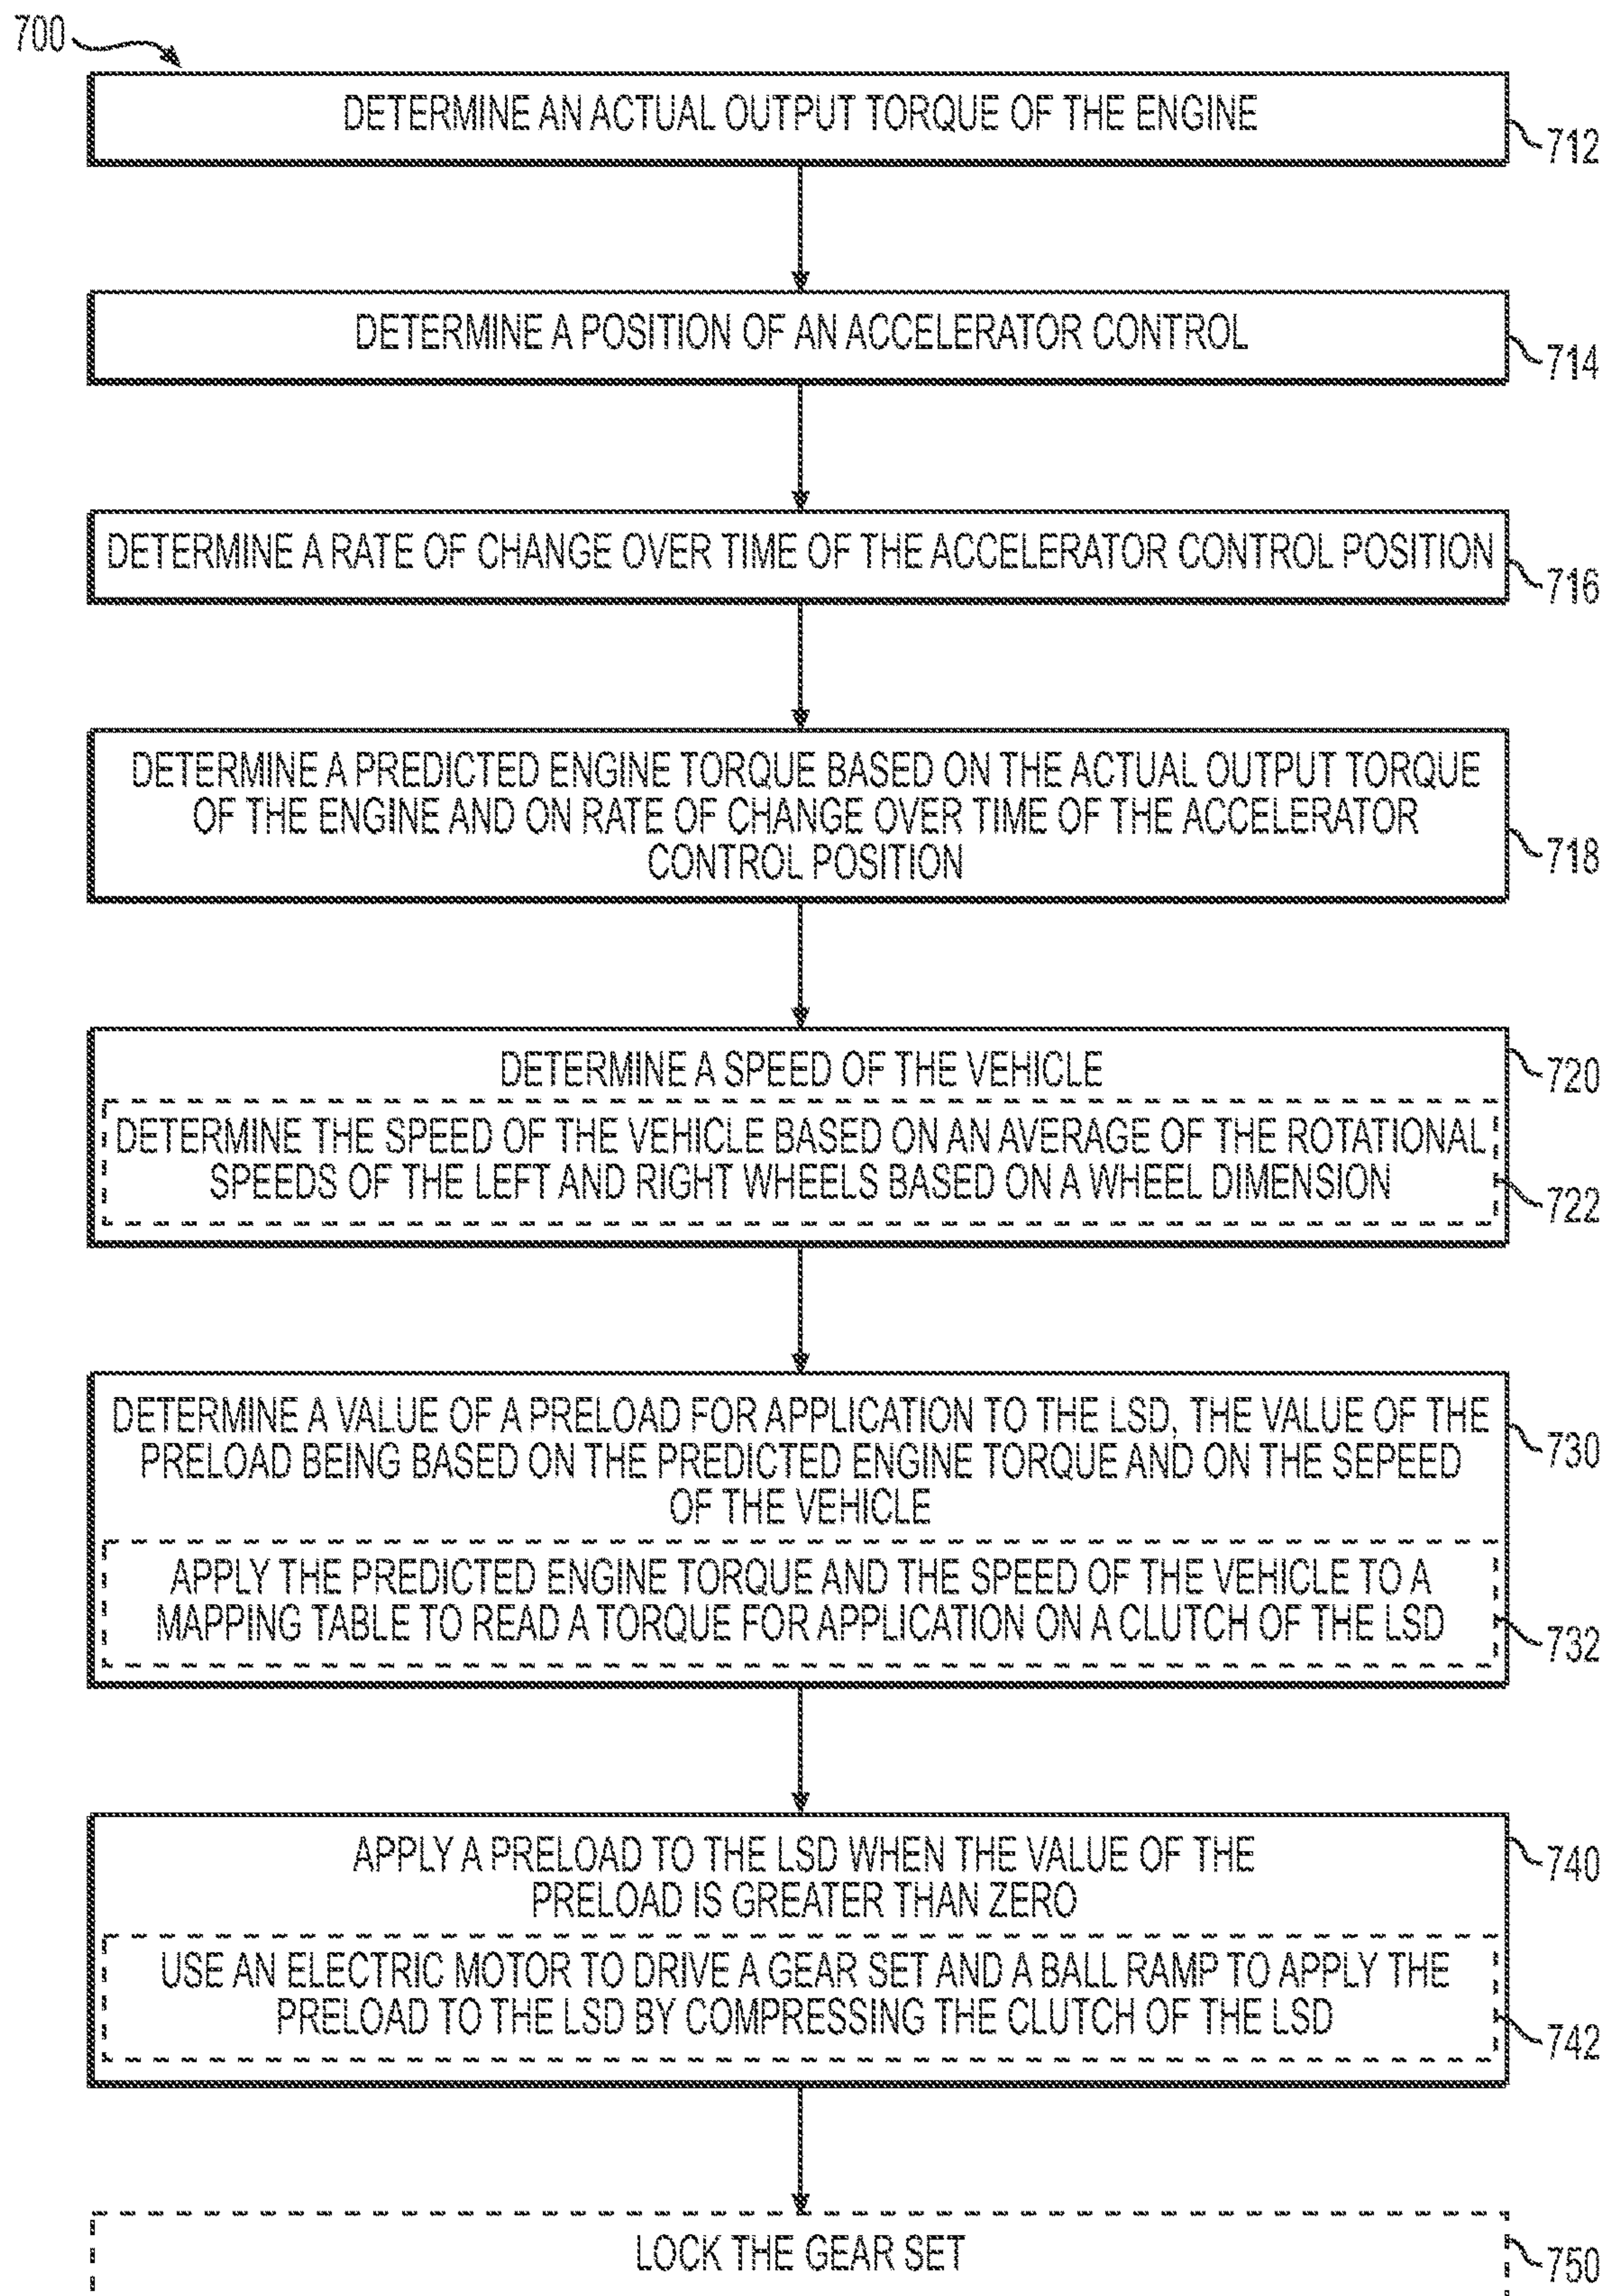 700
DETERMINE AN ACTUAL OUTPUT TORQUE OF THE ENGINE
712
DETERMINE A POSITION OF AN ACCELERATOR CONTROL
714
DETERMINE A RATE OF CHANGE OVER TIME OF THE ACCELERATOR CONTROL POSITION
716
DETERMINE A PREDICTED ENGINE TORQUE BASED ON THE ACTUAL OUTPUT TORQUE
OF THE ENGINE AND ON RATE OF CHANGE OVER TIME OF THE ACCELERATOR
CONTROL POSITION
718
DETERMINE A SPEED OF THE VEHICLE
720
DETERMINE THE SPEED OF THE VEHICLE BASED ON AN AVERAGE OF THE ROTATIONAL
SPEEDS OF THE LEFT AND RIGHT WHEELS BASED ON A WHEEL DIMENSION
722
DETERMINE A VALUE OF A PRELOAD FOR APPLICATION TO THE LSD, THE VALUE OF THE
PRELOAD BEING BASED ON THE PREDICTED ENGINE TORQUE AND ON THE SEPEED
OF THE VEHICLE
730
APPLY THE PREDICTED ENGINE TORQUE AND THE SPEED OF THE VEHICLE TO A
MAPPING TABLE TO READ A TORQUE FOR APPLICATION ON A CLUTCH OF THE LSD
732
APPLY A PRELOAD TO THE LSD WHEN THE VALUE OF THE
PRELOAD IS GREATER THAN ZERO
740
USE AN ELECTRIC MOTOR TO DRIVE A GEAR SET AND A BALL RAMP TO APPLY THE
PRELOAD TO THE LSD BY COMPRESSING THE CLUTCH OF THE LSD
742
LOCK THE GEAR SET
750